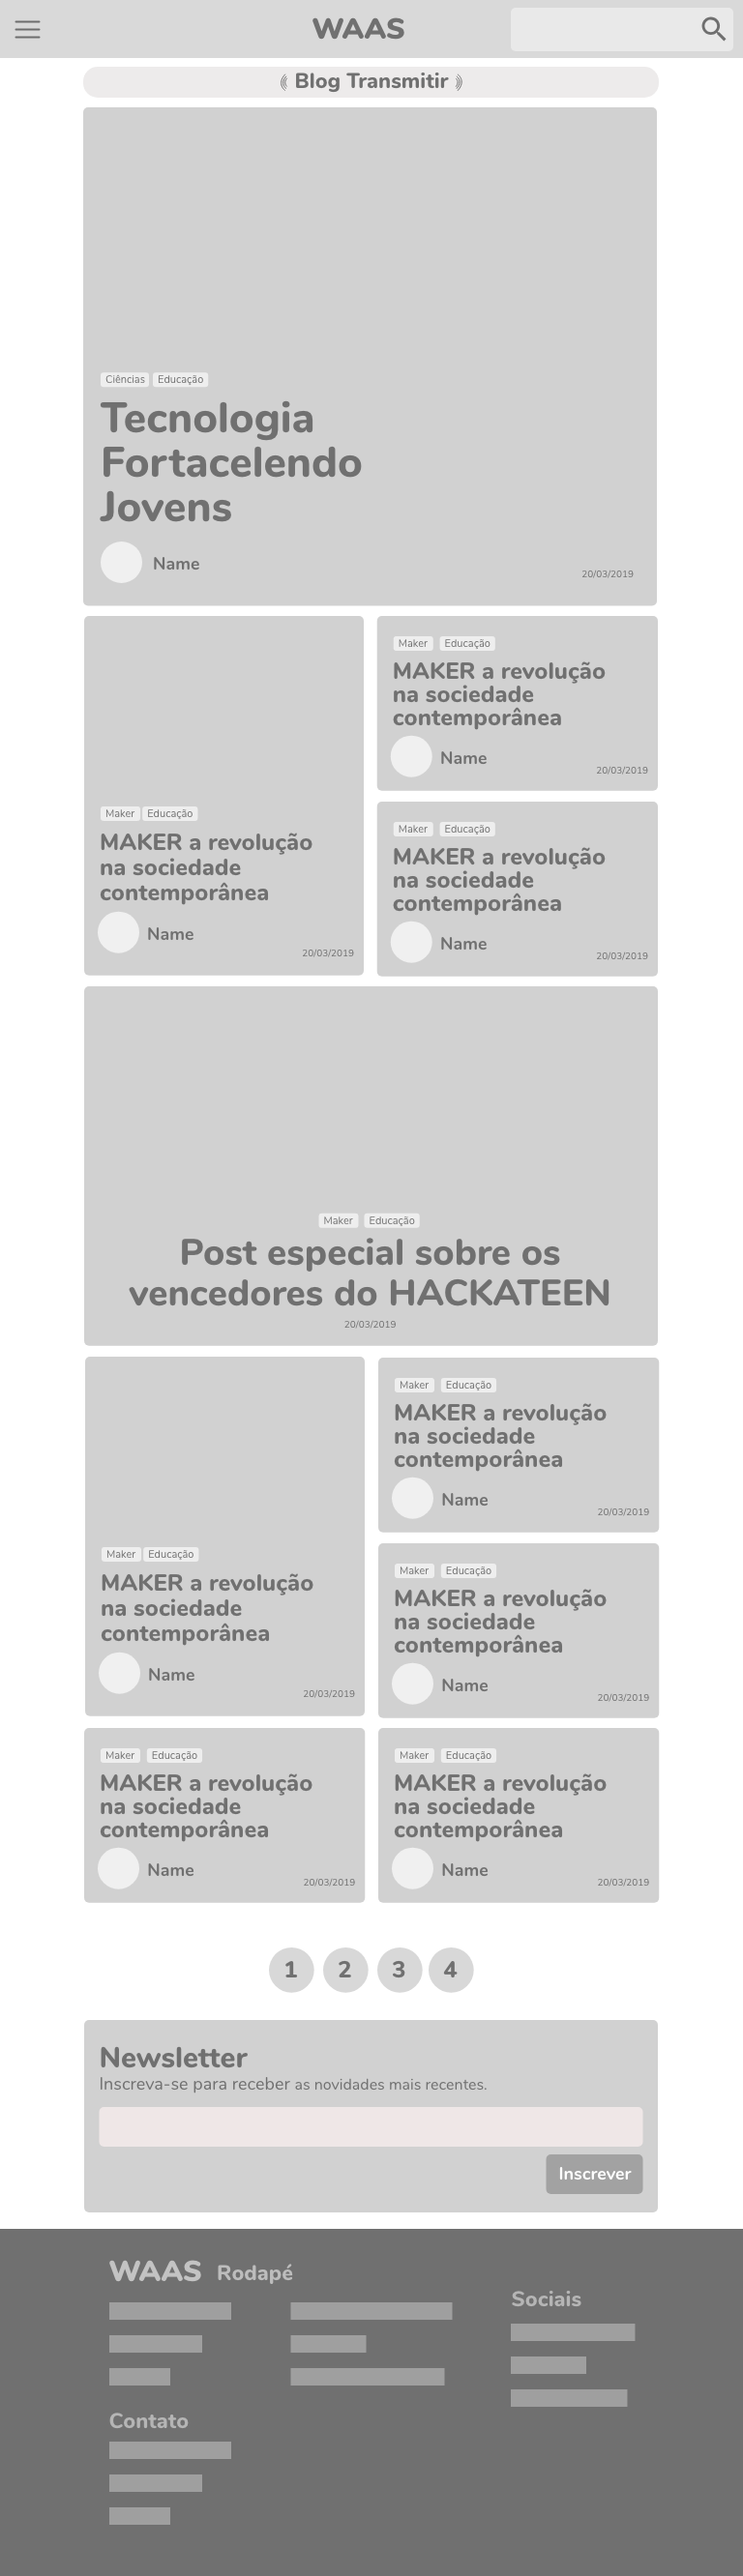 WAAS
Blog Transmitir
Ciências Educação
Tecnologia
Fortacelendo
Jovens
Name
20/03/2019
Maker Educação
MAKER a revolução
na sociedade
contemporânea
Name
20/03/2019
Maker Educação
MAKER a revolução
na sociedade
contemporânea
Name
20/03/2019
Maker Educação
MAKER a revolução
na sociedade
contemporânea
Name
20/03/2019
Maker Educação
Post especial sobre os
vencedores do HACKATEEN
20/03/2019
Maker Educação
MAKER a revolução
na sociedade
contemporânea
Name
20/03/2019
Maker Educação
MAKER a revolução
na sociedade
contemporânea
Name
20/03/2019
Maker Educação
MAKER a revolução
na sociedade
contemporânea
Name
20/03/2019
Maker Educação
MAKER a revolução
na sociedade
contemporânea
Name
20/03/2019
Maker Educação
MAKER a revolução
na sociedade
contemporânea
Name
20/03/2019
1 2 3 4
Newsletter
Inscreva-se para receber as novidades mais recentes.
Inscrever
WAAS Rodapé
Sociais
Contato